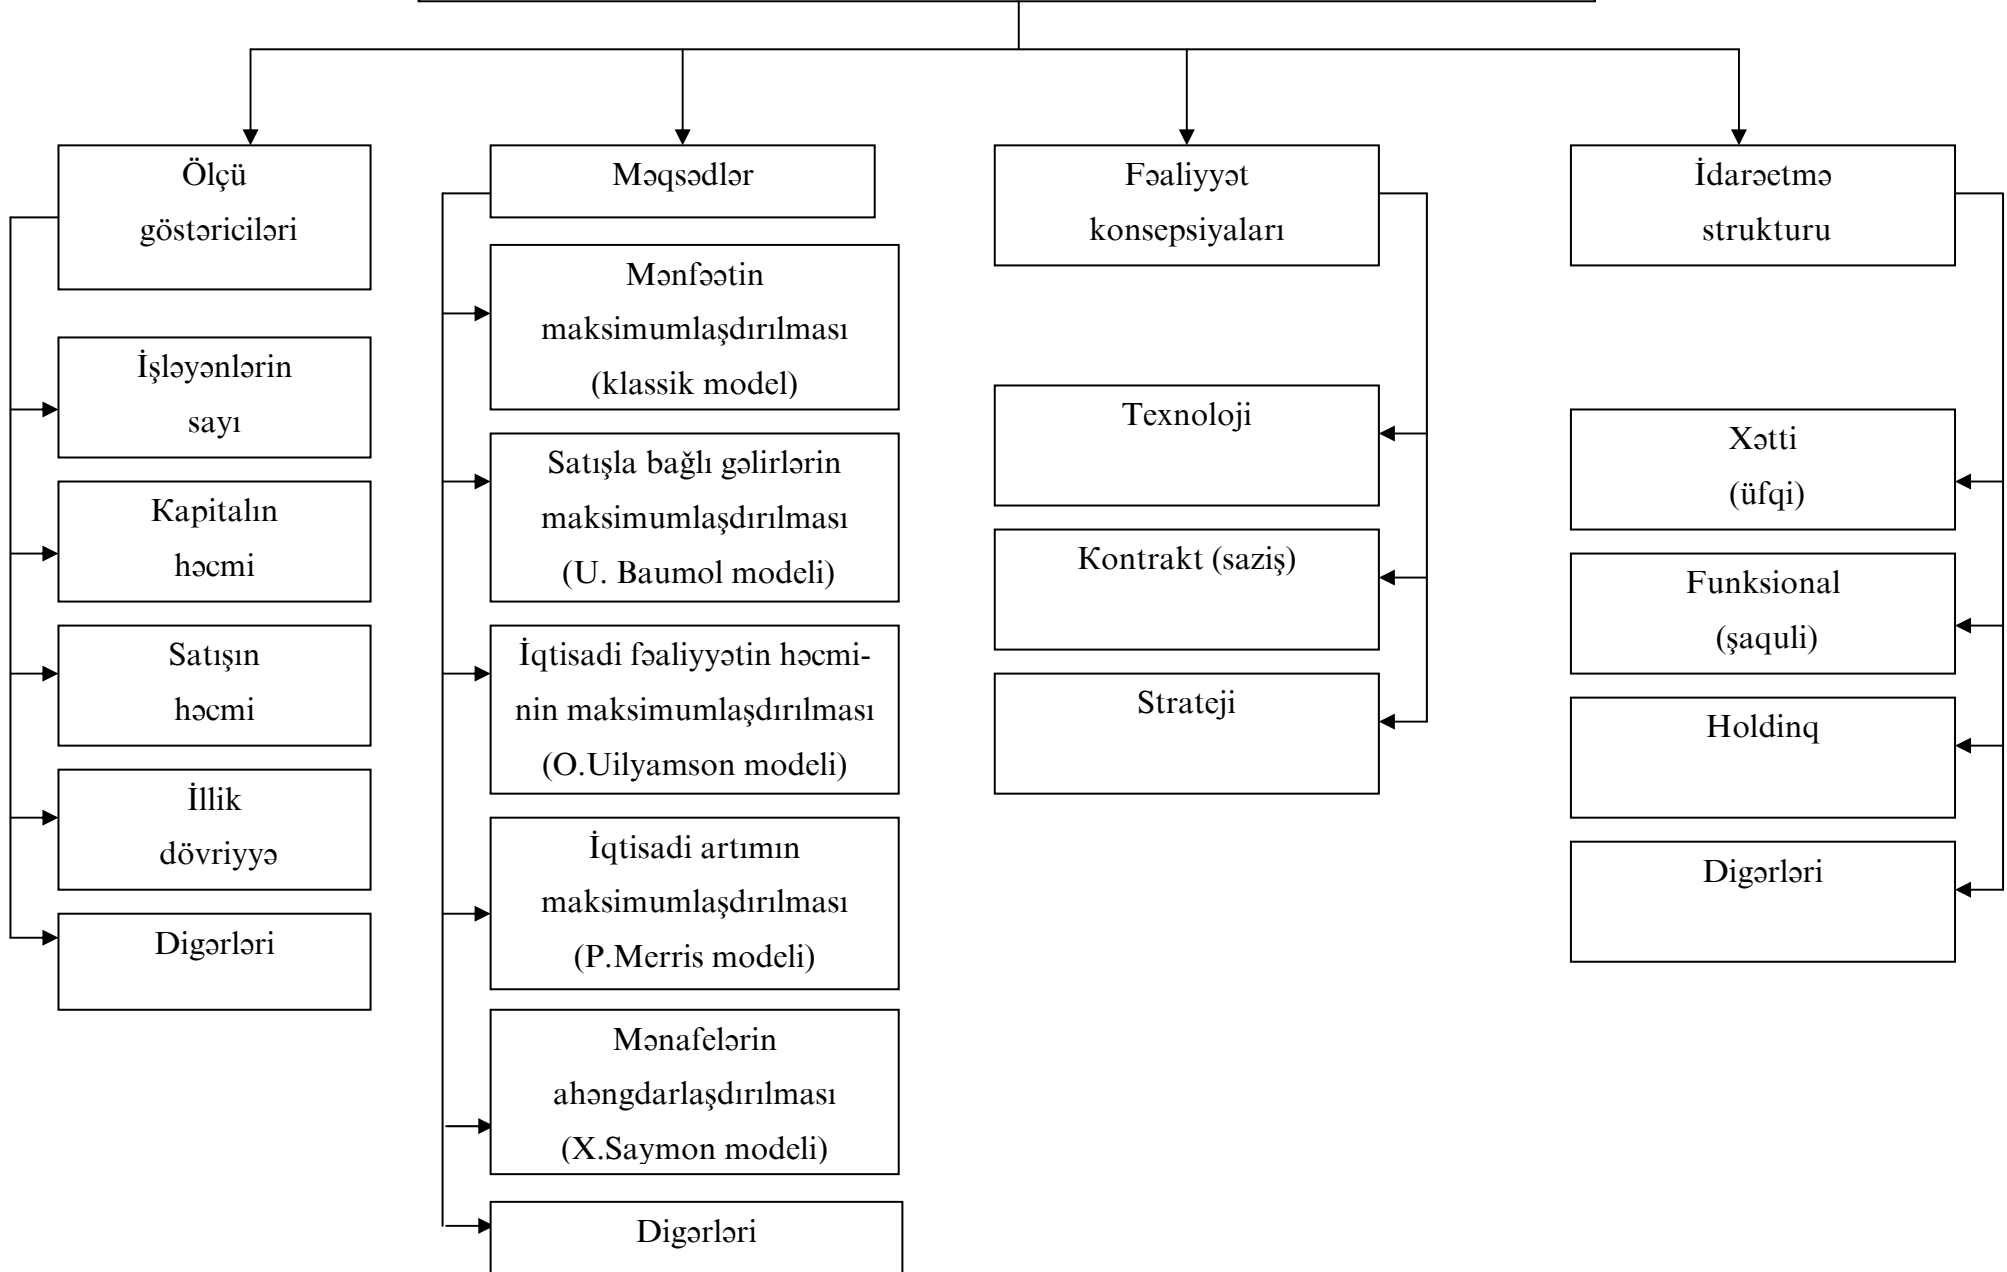 Ölçü
göstəriciləri
İşləyənlərin
sayı
Kapitalın
həcmi
Satışın
həcmi
İllik
dövriyyə
Digərləri
Məqsədlər
Mənfəətin
maksimumlaşdırılması
(klassik model)
Satışla bağlı gəlirlərin
maksimumlaşdırılması
(U. Baumol modeli)
İqtisadi fəaliyyətin həcmi-
nin maksimumlaşdırılması
(O.Uilyamson modeli)
İqtisadi artımın
maksimumlaşdırılması
(P.Merris modeli)
Mənafelərin
ahəngdarlaşdırılması
(X.Saymon modeli)
Digərləri
Fəaliyyət
konsepsiyaları
Texnoloji
Kontrakt (saziş)
Strateji
İdarəetmə
strukturu
Xətti
(üfqi)
Funksional
(şaquli)
Holdinq
Digərləri